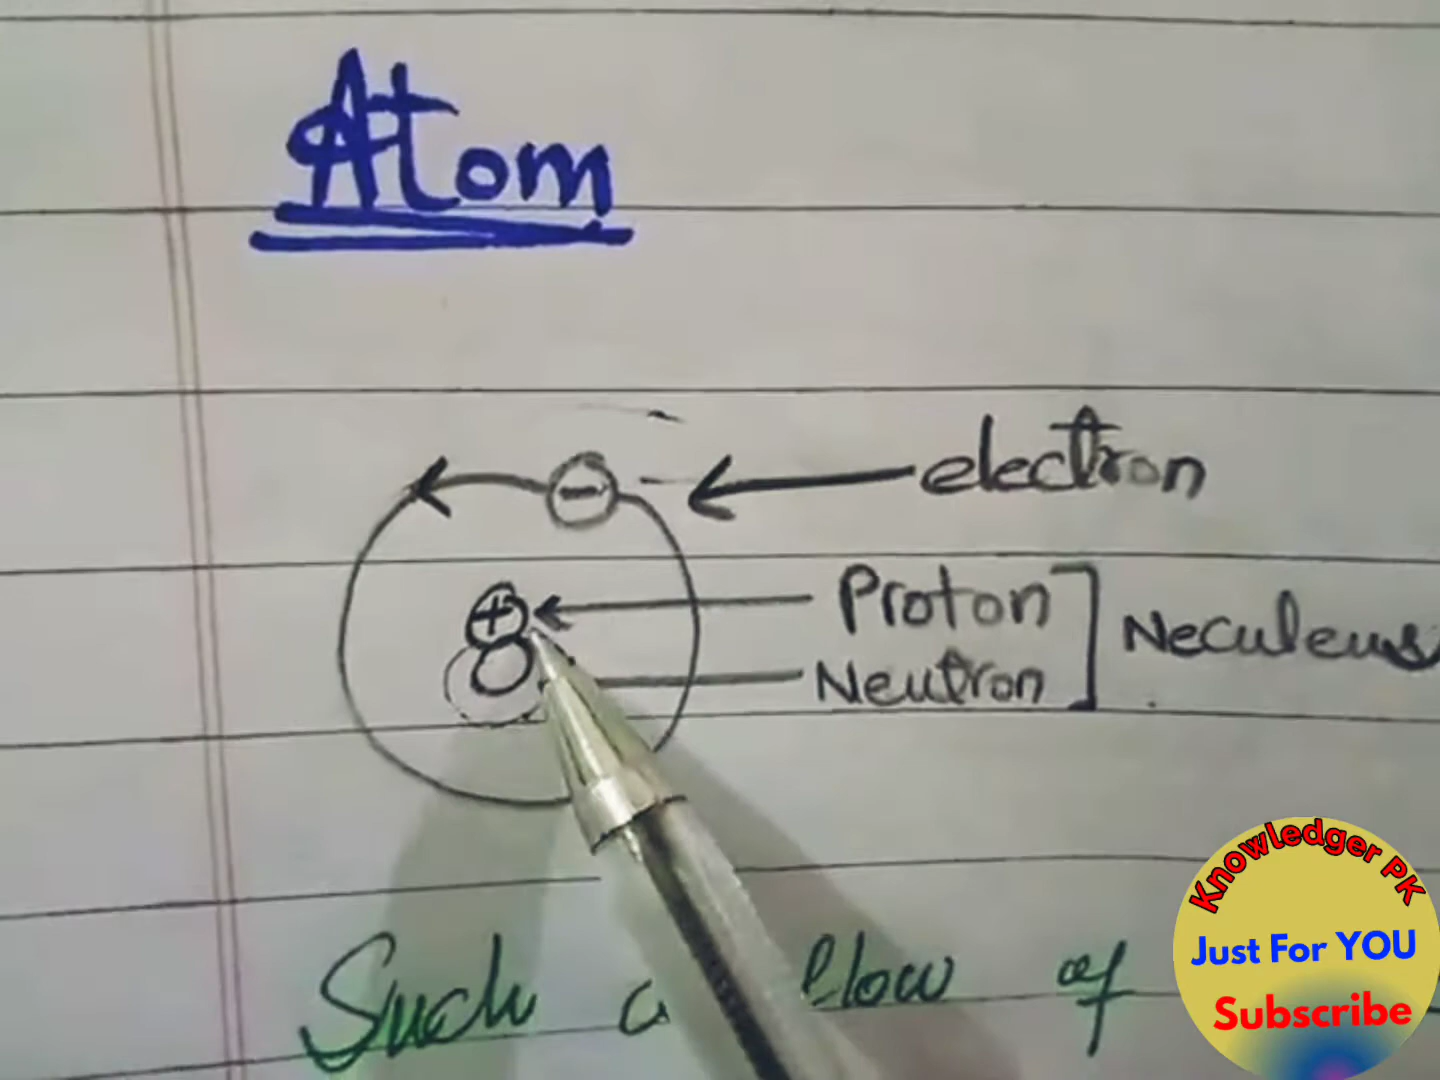 Atom
electron
Proton
Neutron
Neculeus
Such a flow of
Knowledger PK
Just For YOU
Subscribe